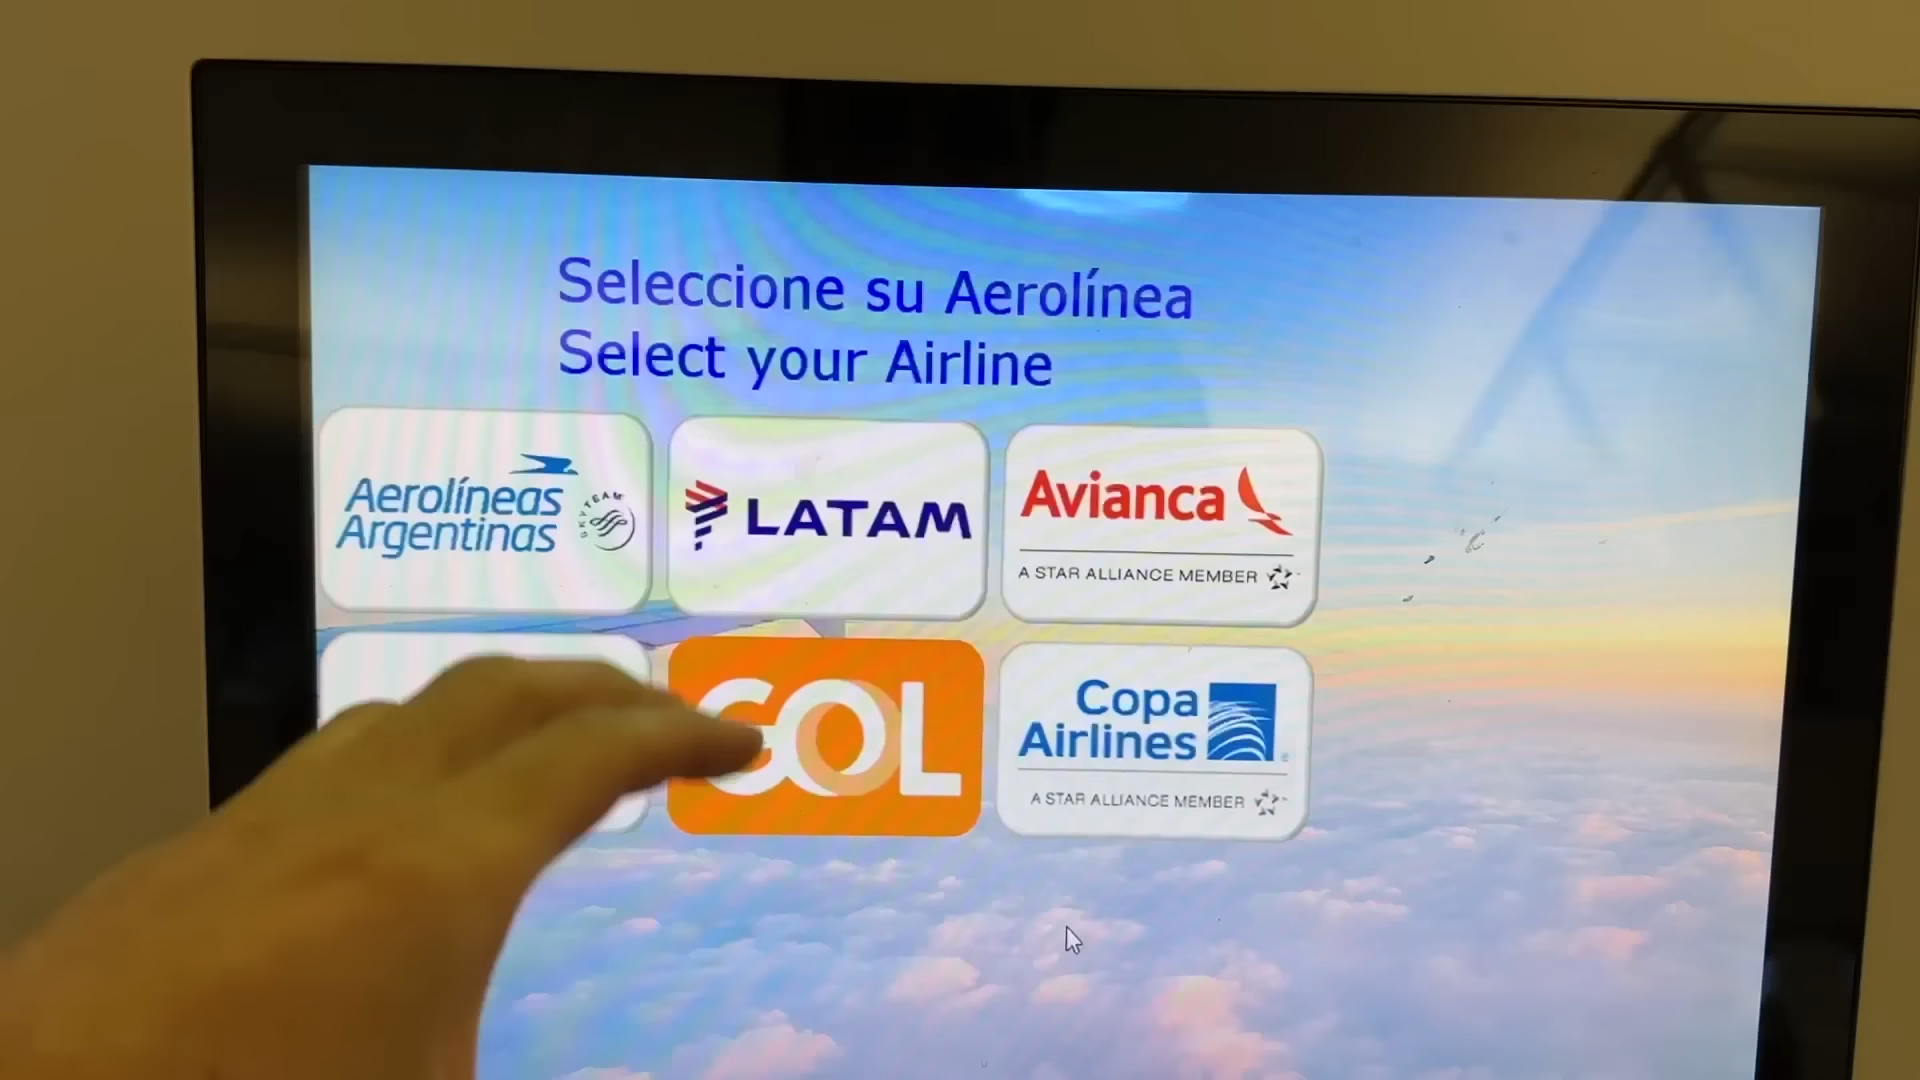 Seleccione su Aerolínea
Select your Airline
Aerolíneas
Argentinas
SKYTEAM
LATAM
Avianca
A STAR ALLIANCE MEMBER
GOL
Copa
Airlines
A STAR ALLIANCE MEMBER